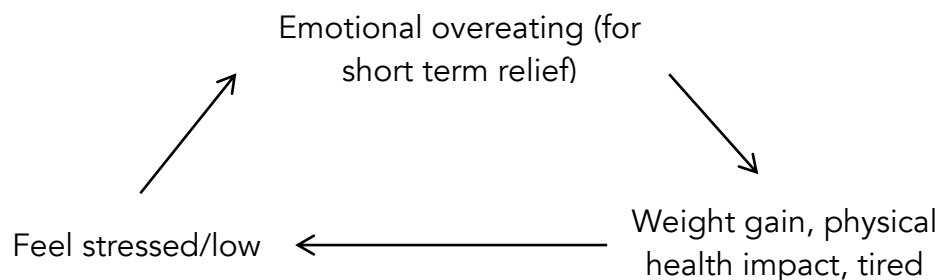 Emotional overeating (for
short term relief)
Feel stressed/low
Weight gain, physical
health impact, tired